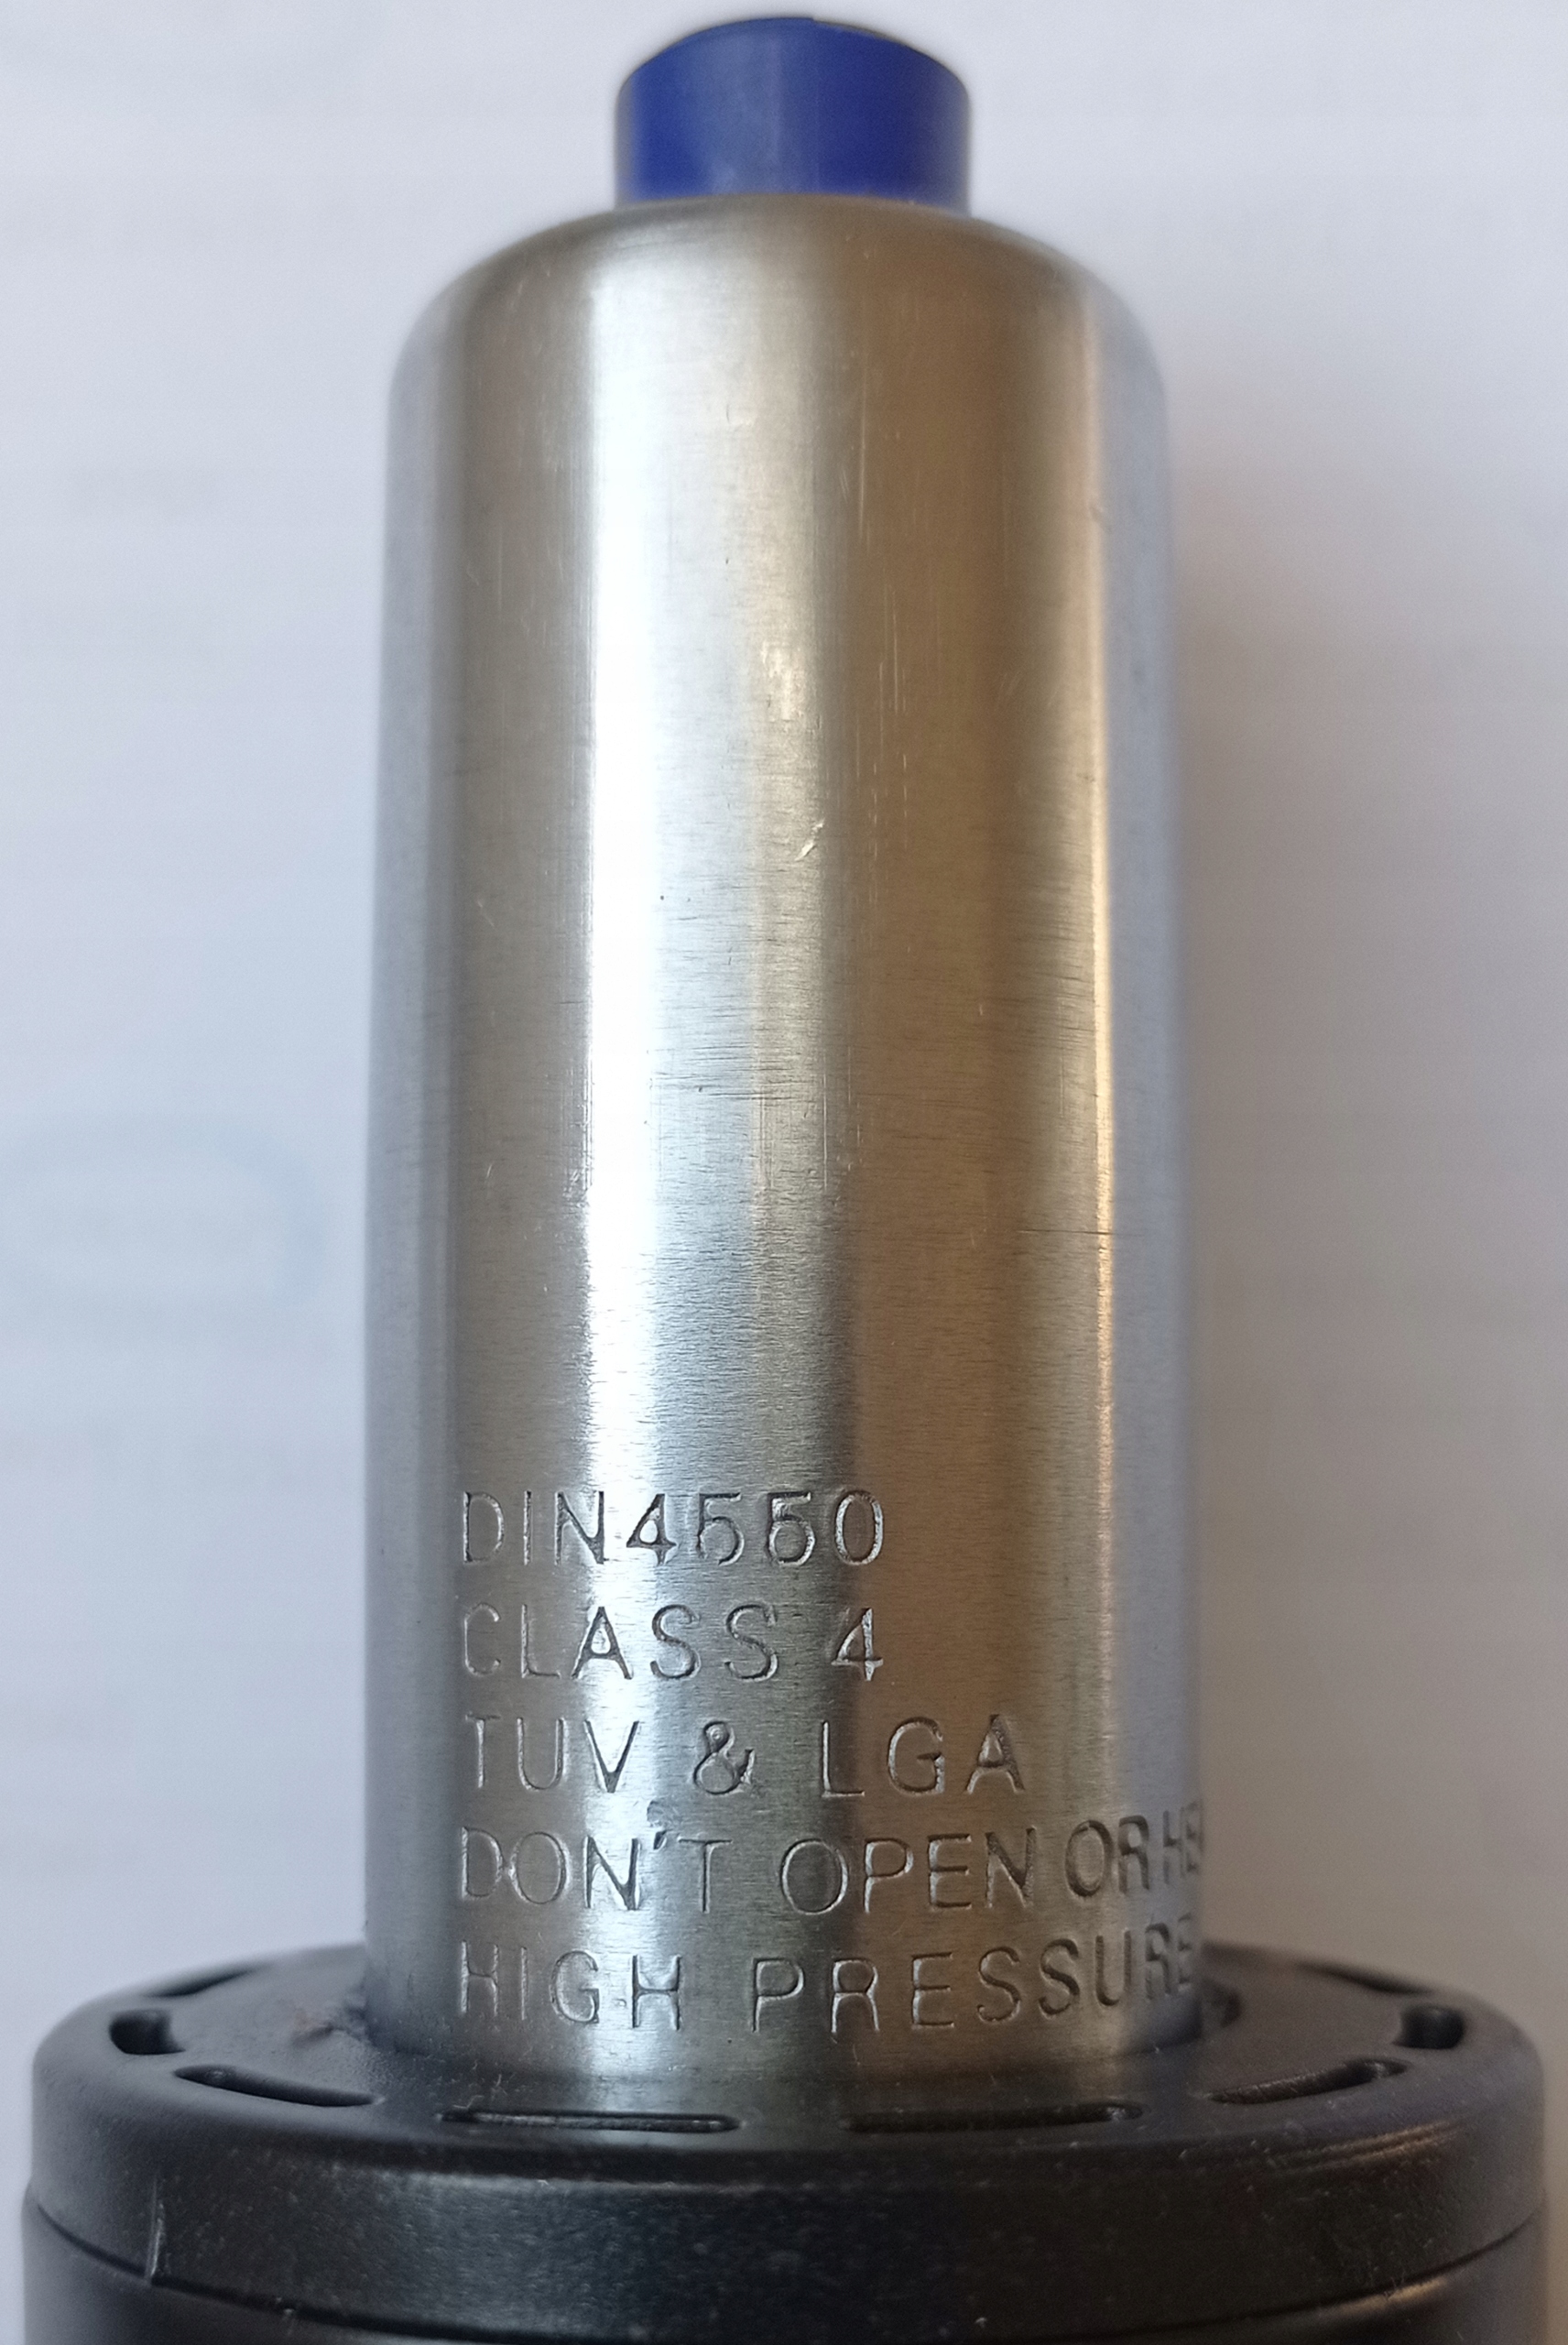 DIN4550
CLASS 4
TUV & LGA
DON'T OPEN OR
HIGH PRESSURE